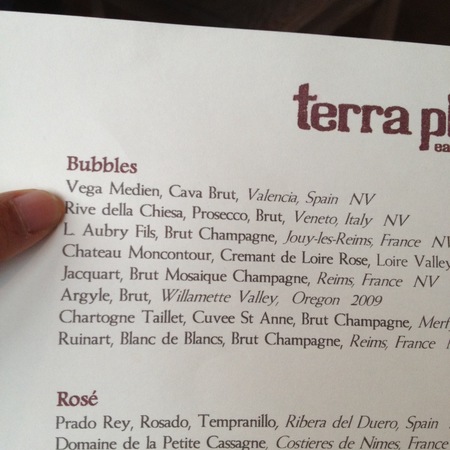 terra
Bubbles
Vega Medien, Cava Brut, Valencia, Spain NV
Rive della Chiesa, Prosecco, Brut, Veneto, Italy NV
L Aubry Fils, Brut Champagne, Jouy-les-Reims, France NV
Chateau Moncontour, Cremant de Loire Rose, Loire Valley
Jacquart, Brut Mosaique Champagne, Reims, France NV
Argyle, Brut, Willamette Valley, Oregon 2009
Chartogne Taillet, Cuvee St Anne, Brut Champagne,
Ruinart, Blanc de Blancs, Brut Champagne, Reims, France
Rosé
Prado Rey, Rosado, Tempranillo, Ribera del Duero, Spain
Domaine de la Petite Cassagne, Costieres de Nimes, France